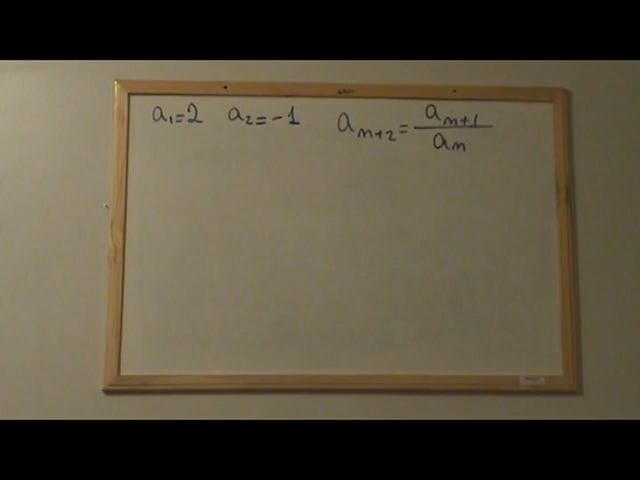 a₁=2 a₂=-1 aₙ₊₂ = aₙ₊₁/aₙ